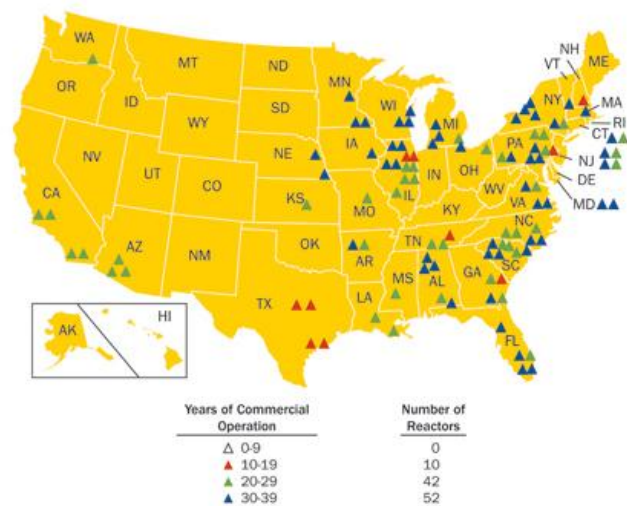 WA
MT
ND
MN
VT
NH
ME
OR
ID
SD
WI
MI
NY
MA
RI
CT
WY
NE
IA
PA
NJ
DE
MD
NV
UT
CO
IL
IN
OH
WV
VA
CA
KS
MO
KY
NC
AZ
NM
OK
AR
TN
SC
MS
AL
GA
TX
LA
FL
AK
HI
Years of Commercial Operation
Number of Reactors
0-9 0
10-19 10
20-29 42
30-39 52